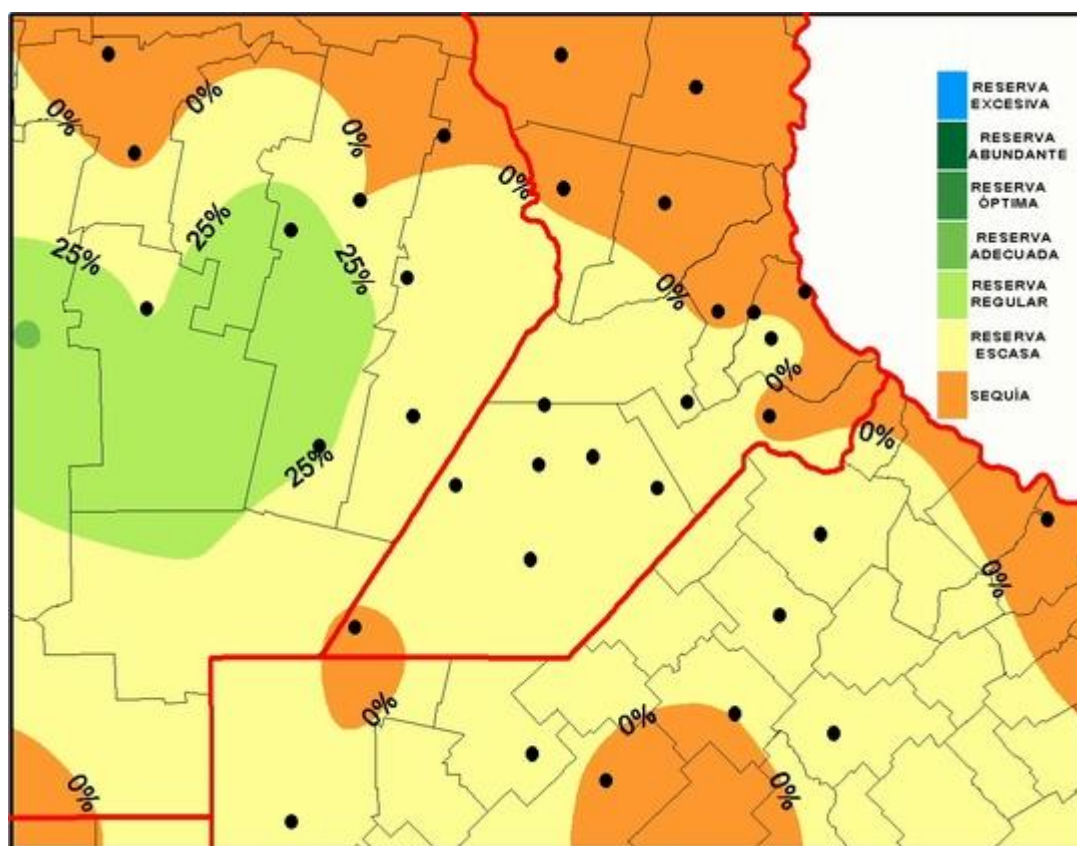 RESERVA
EXCESIVA
RESERVA
ABUNDANTE
RESERVA
ÓPTIMA
RESERVA
ADECUADA
RESERVA
REGULAR
RESERVA
ESCASA
SEQUÍA
0%
0%
0%
0%
25%
25%
25%
0%
0%
25%
0%
0%
0%
0%
0%
0%